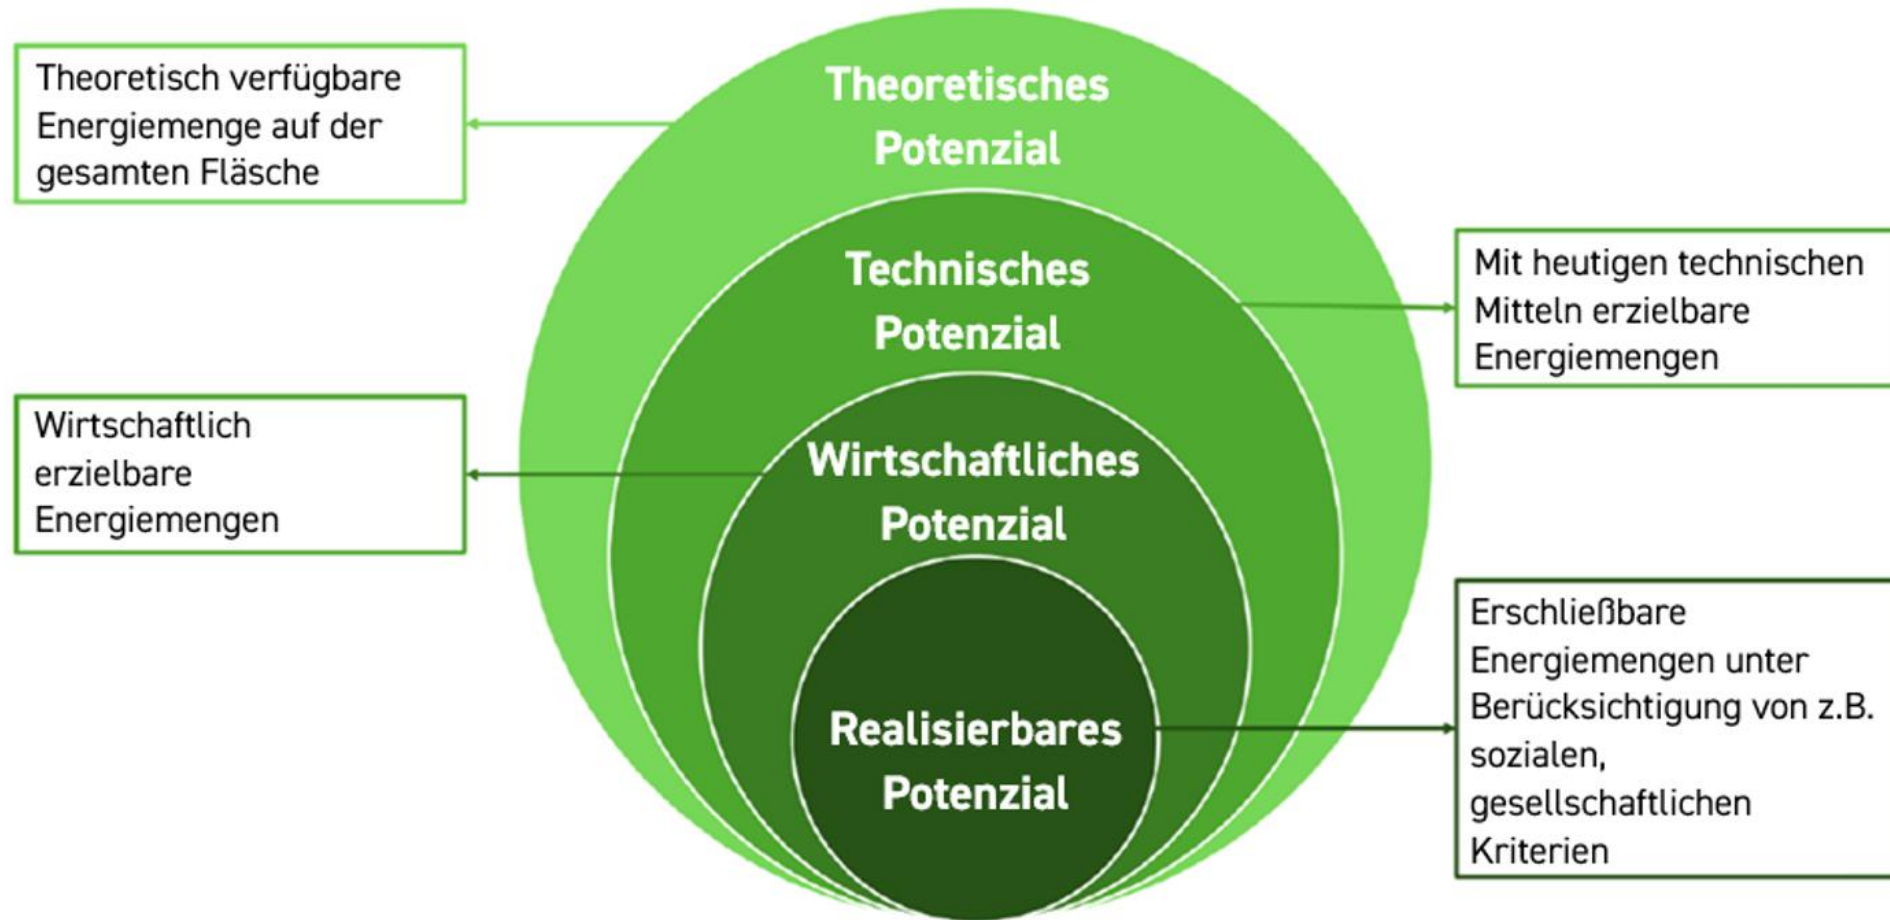 Theoretisch verfügbare
Energiemenge auf der
gesamten Fläsche
Theoretisches
Potenzial
Technisches
Potenzial
Mit heutigen technischen
Mitteln erzielbare
Energiemengen
Wirtschaftlich
erzielbare
Energiemengen
Wirtschaftliches
Potenzial
Realisierbares
Potenzial
Erschließbare
Energiemengen unter
Berücksichtigung von z.B.
sozialen,
gesellschaftlichen
Kriterien